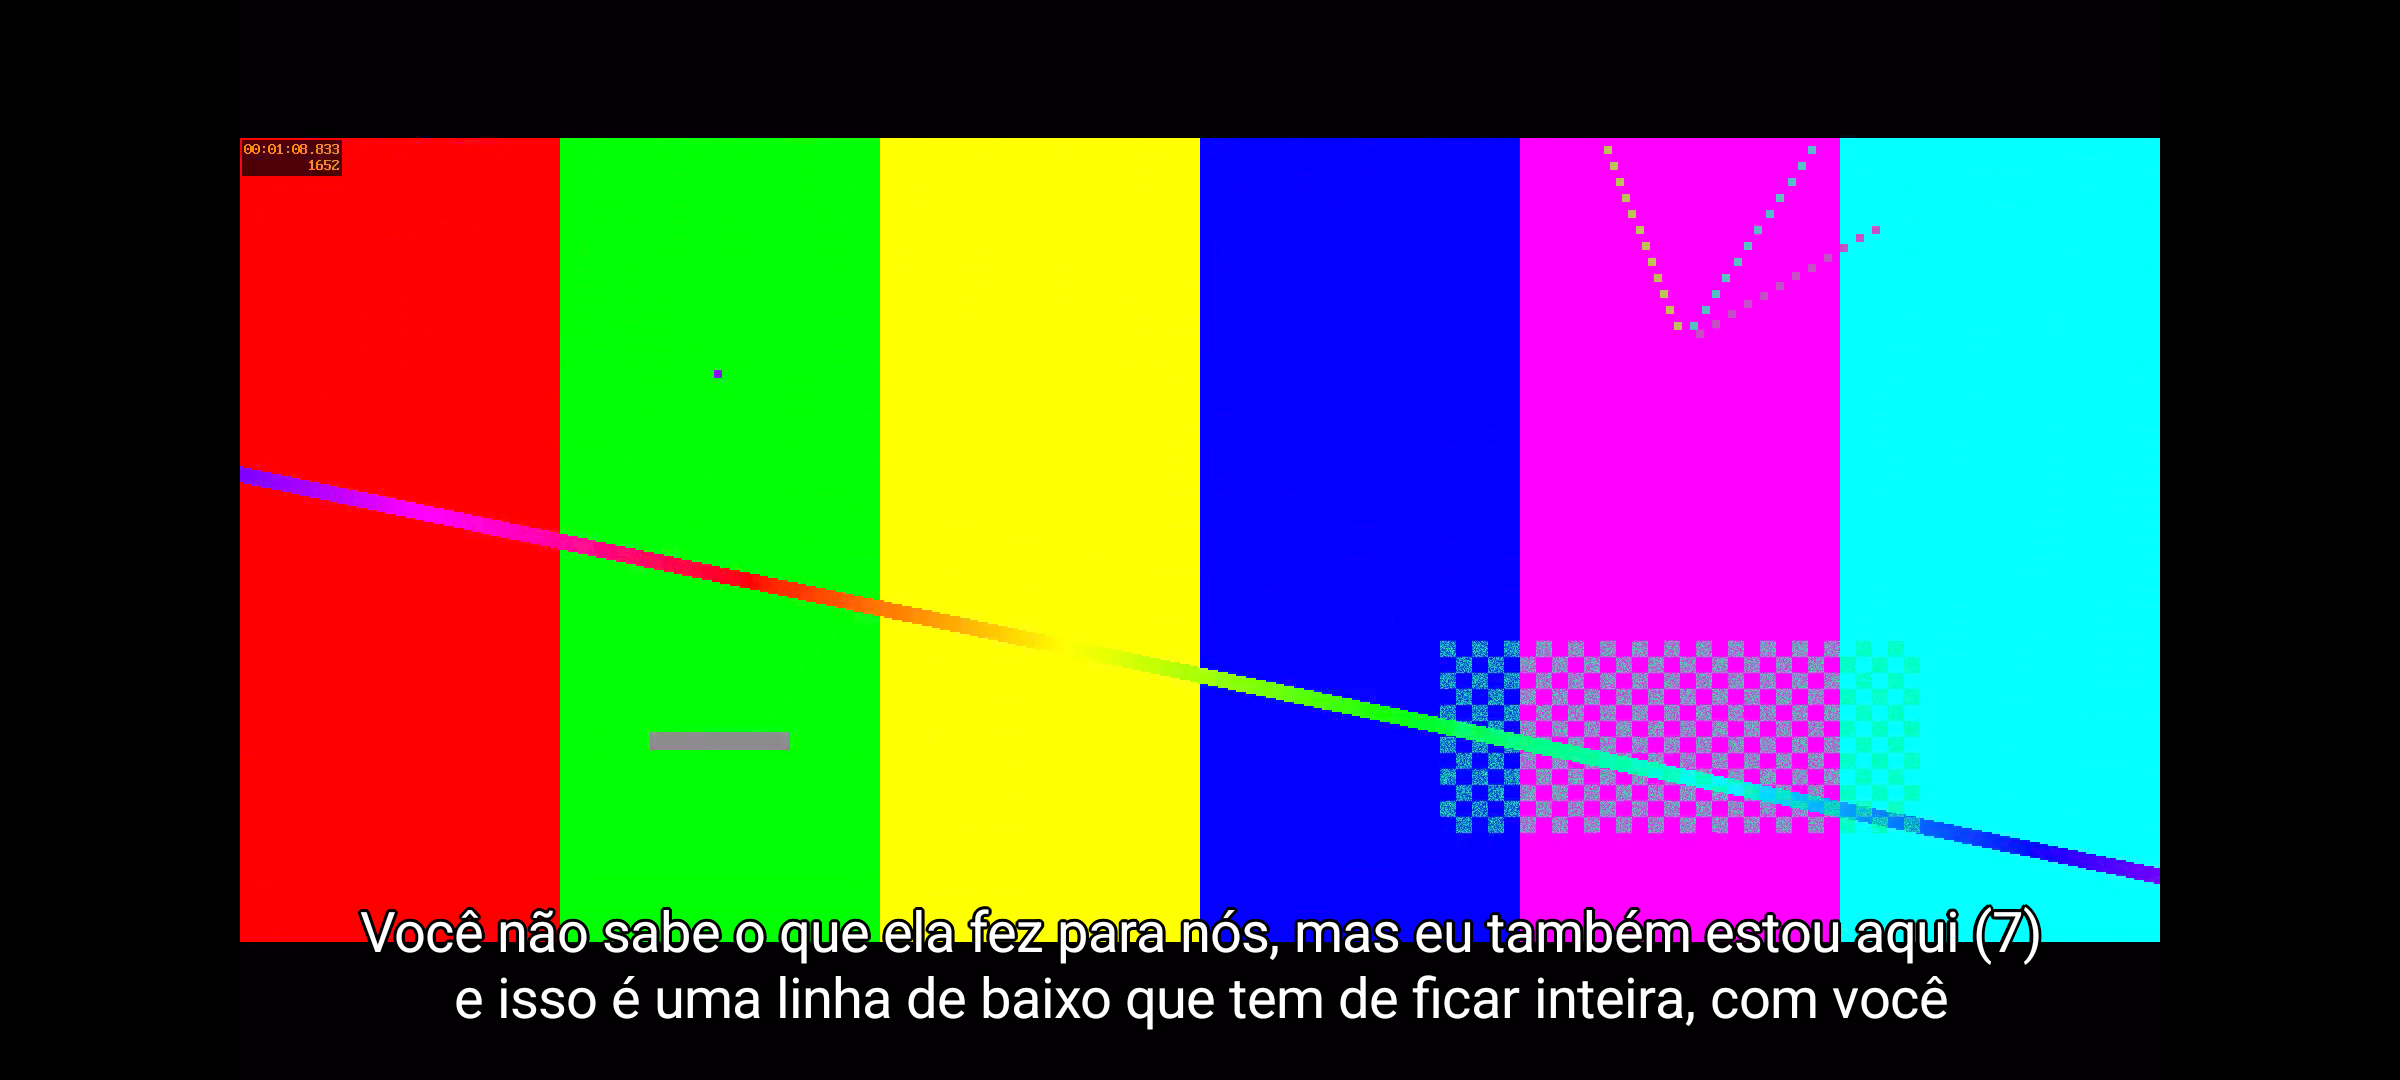 00:01:08.833
1652
Você não sabe o que ela fez para nós, mas eu também estou aqui (7)
e isso é uma linha de baixo que tem de ficar inteira, com você